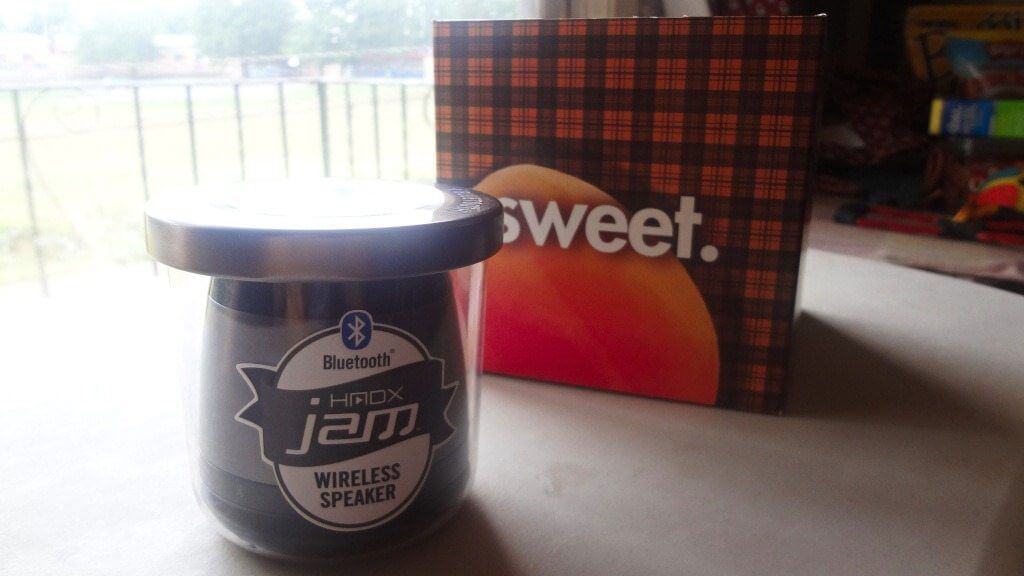 Bluetooth®
HMDX
jam
WIRELESS
SPEAKER
sweet.